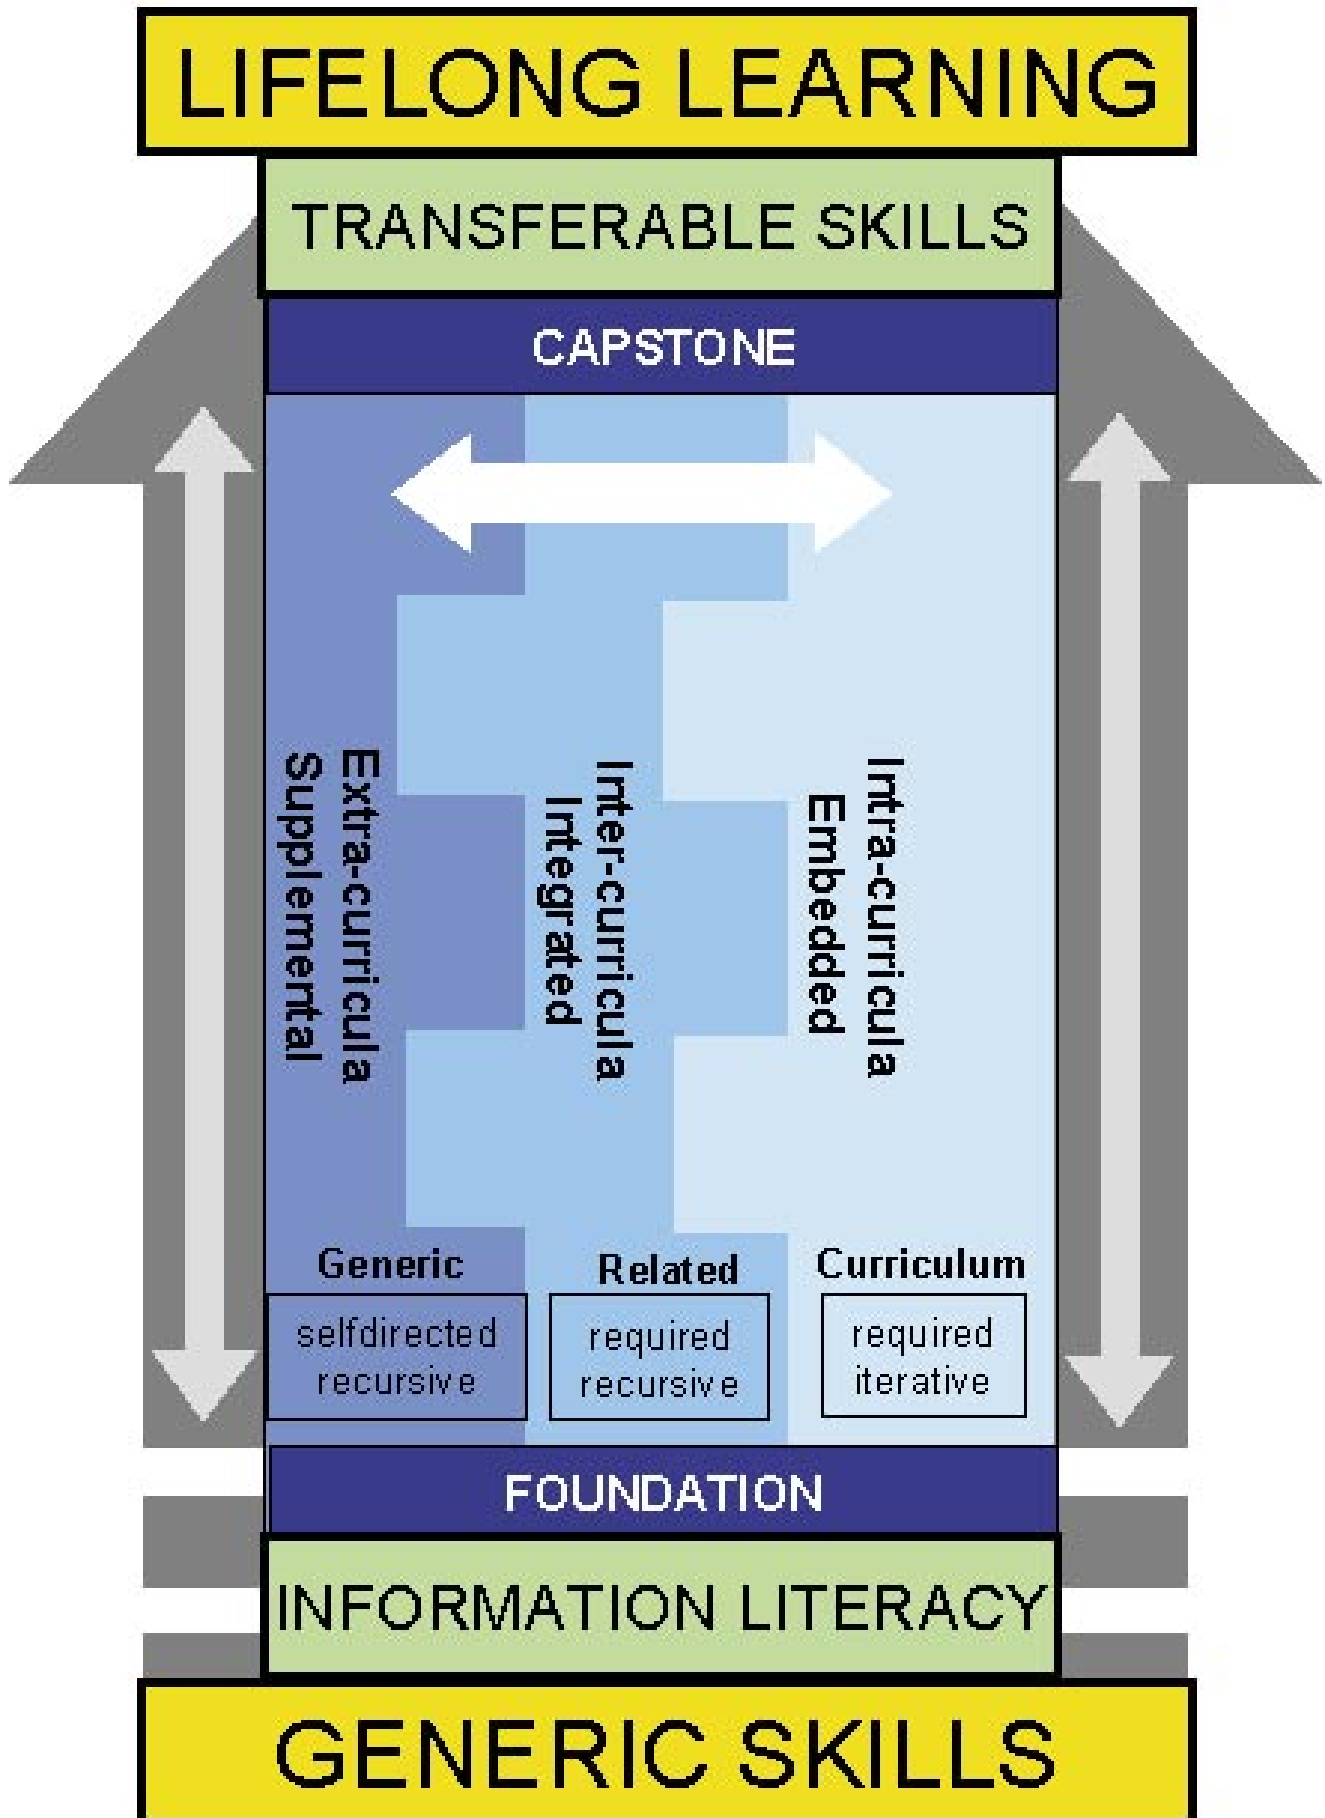 LIFELONG LEARNING
TRANSFERABLE SKILLS
CAPSTONE
Extra-curricula
Supplemental
Inter-curricula
Integrated
Intra-curricula
Embedded
Generic
selfdirected
recursive
Related
required
recursive
Curriculum
required
iterative
FOUNDATION
INFORMATION LITERACY
GENERIC SKILLS